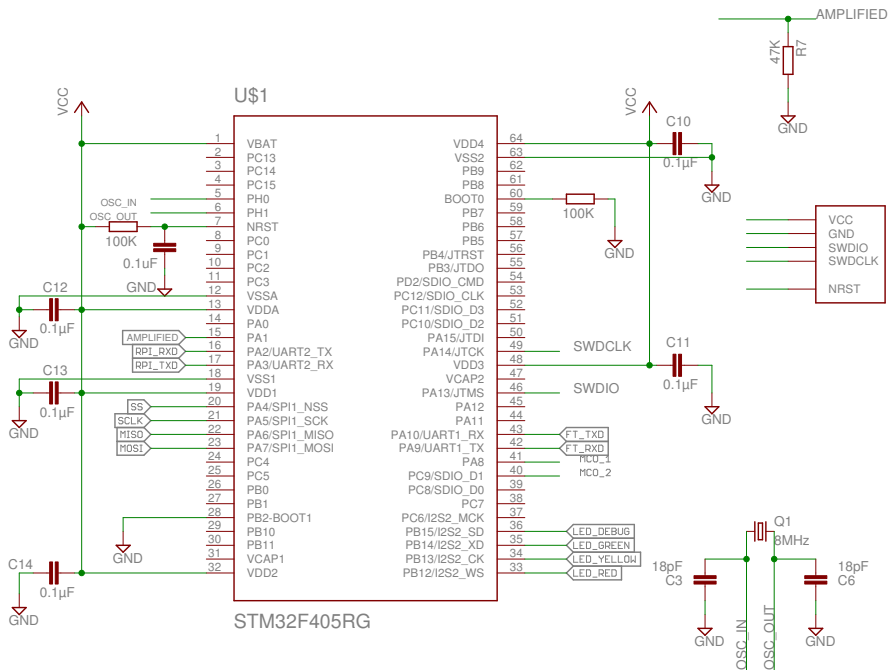 AMPLIFIED
47K
R7
GND
U$1
VCC
VCC
C10
0.1µF
GND
1 VBAT
2 PC13
3 PC14
4 PC15
5 PH0
6 PH1
7 NRST
8 PC0
9 PC1
10 PC2
11 PC3
12 VSSA
13 VDDA
14 PA0
15 PA1
16 PA2/UART2_TX
17 PA3/UART2_RX
18 VSS1
19 VDD1
20 PA4/SPI1_NSS
21 PA5/SPI1_SCK
22 PA6/SPI1_MISO
23 PA7/SPI1_MOSI
24 PC4
25 PC5
26 PB0
27 PB1
28 PB2-BOOT1
29 PB10
30 PB11
31 VCAP1
32 VDD2
VDD4 64
VSS2 63
PB9 62
PB8 61
BOOT0 60
PB7 59
PB6 58
PB5 57
PB4/JTRST 56
PB3/JTDO 55
PD2/SDIO_CMD 54
PC12/SDIO_CLK 53
PC11/SDIO_D3 52
PC10/SDIO_D2 51
PA15/JTDI 50
PA14/JTCK 49
VDD3 48
VCAP2 47
PA13/JTMS 46
PA12 45
PA11 44
PA10/UART1_RX 43
PA9/UART1_TX 42
PA8 41
PC9/SDIO_D1 40
PC8/SDIO_D0 39
PC7 38
PC6/I2S2_MCK 37
PB15/I2S2_SD 36
PB14/I2S2_XD 35
PB13/I2S2_CK 34
PB12/I2S2_WS 33
STM32F405RG
OSC_IN
OSC_OUT
100K
0.1uF
GND
C12
0.1µF
GND
AMPLIFIED
RPI_RXD
RPI_TXD
C13
0.1µF
GND
SS
SCLK
MISO
MOSI
GND
C14
0.1µF
GND
100K
GND
SWDCLK
C11
0.1µF
GND
SWDIO
FT_TXD
FT_RXD
MCO_1
MCO_2
LED_DEBUG
LED_GREEN
LED_YELLOW
LED_RED
VCC
GND
SWDIO
SWDCLK
NRST
Q1
8MHz
18pF
C3
GND
18pF
C6
GND
OSC_IN
OSC_OUT